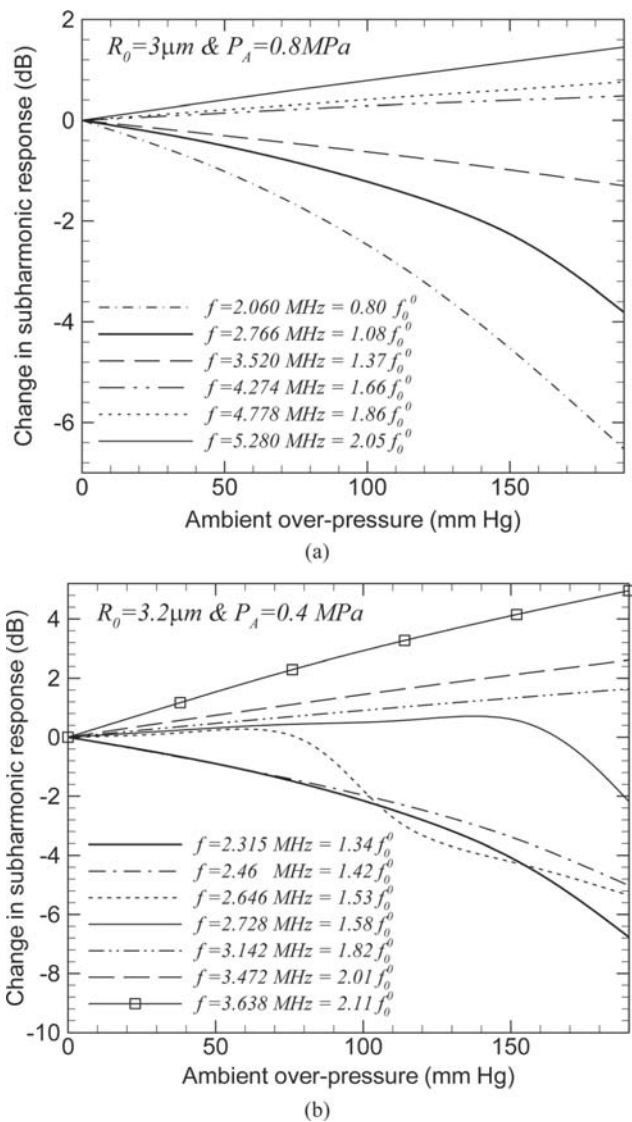 R₀=3μm & P_A=0.8MPa
Change in subharmonic response (dB)
2
0
-2
-4
-6
f=2.060 MHz = 0.80 f₀⁰
f=2.766 MHz = 1.08 f₀⁰
f=3.520 MHz = 1.37 f₀⁰
f=4.274 MHz = 1.66 f₀⁰
f=4.778 MHz = 1.86 f₀⁰
f=5.280 MHz = 2.05 f₀⁰
0 50 100 150
Ambient over-pressure (mm Hg)
(a)
R₀=3.2μm & P_A=0.4 MPa
Change in subharmonic response (dB)
4
2
0
-2
-4
-6
-8
-10
f=2.315 MHz = 1.34 f₀⁰
f=2.46 MHz = 1.42 f₀⁰
f=2.646 MHz = 1.53 f₀⁰
f=2.728 MHz = 1.58 f₀⁰
f=3.142 MHz = 1.82 f₀⁰
f=3.472 MHz = 2.01 f₀⁰
f=3.638 MHz = 2.11 f₀⁰
0 50 100 150
Ambient over-pressure (mm Hg)
(b)